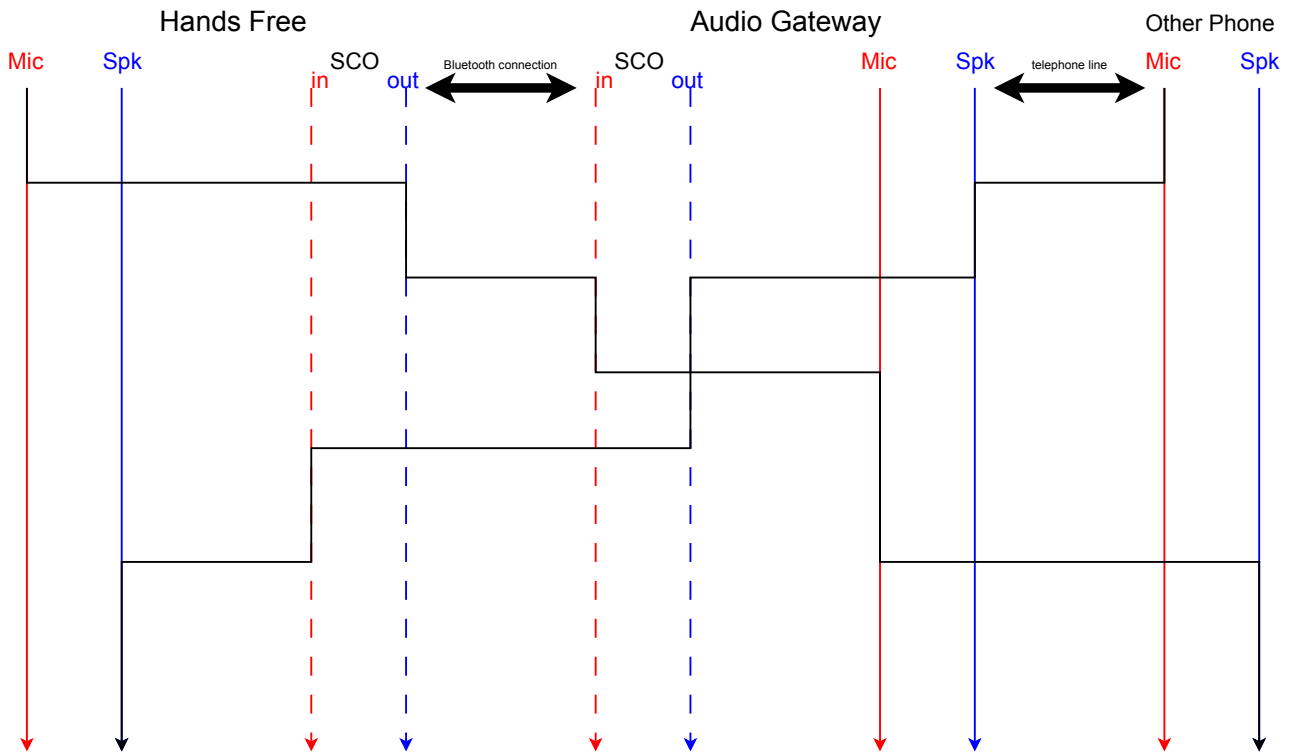 Hands Free
Audio Gateway
Other Phone
Mic
Spk
SCO
in
out
Bluetooth connection
SCO
in
out
Mic
Spk
telephone line
Mic
Spk